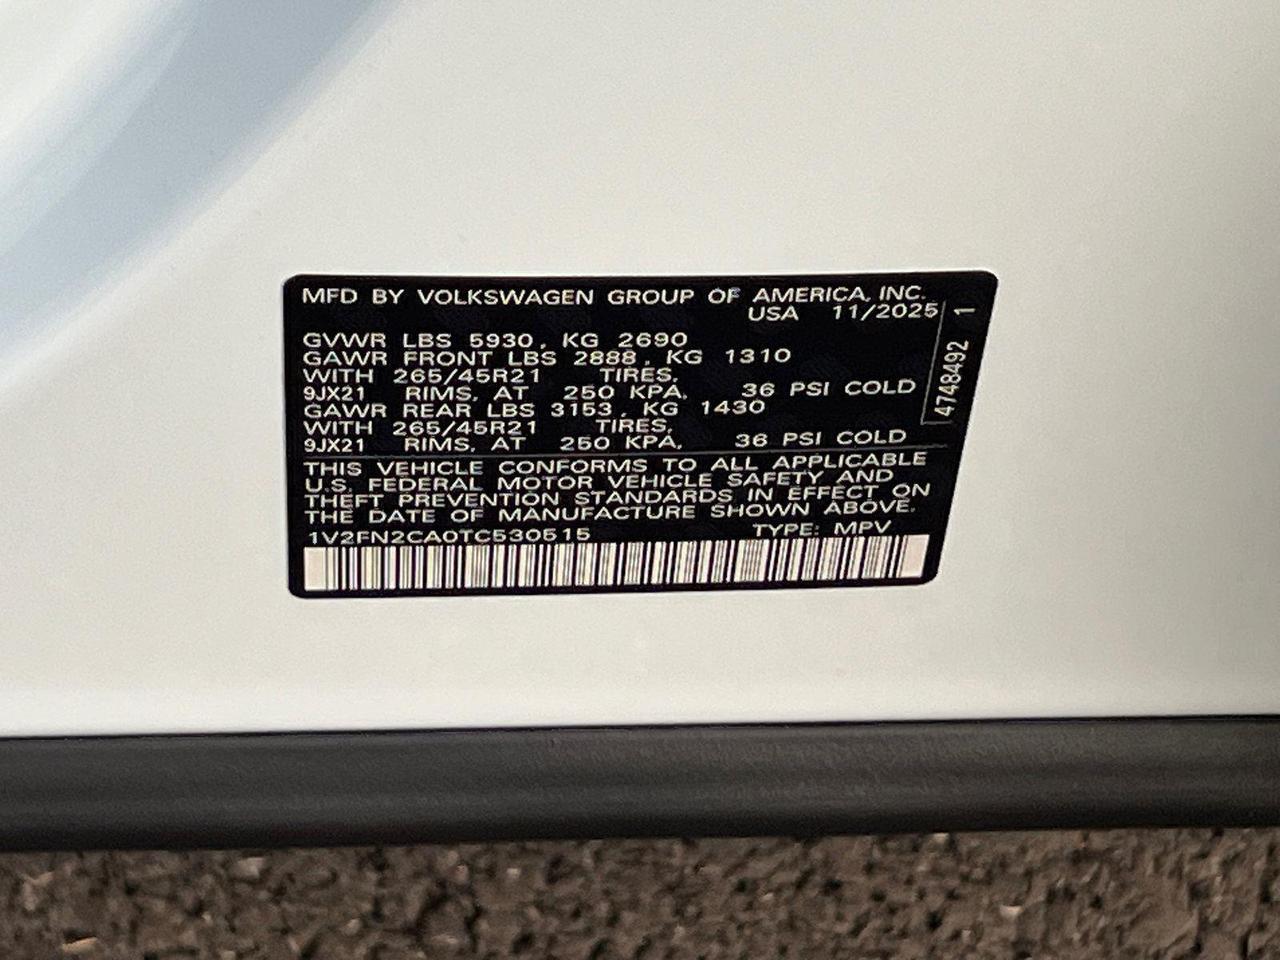 MFD BY VOLKSWAGEN GROUP OF AMERICA, INC.
USA 11/2025
GVWR LBS 5930, KG 2690
GAWR FRONT LBS 2888, KG 1310
WITH 265/45R21 TIRES,
9JX21 RIMS, AT 250 KPA, 36 PSI COLD
GAWR REAR LBS 3153, KG 1430
WITH 265/45R21 TIRES,
9JX21 RIMS, AT 250 KPA, 36 PSI COLD
THIS VEHICLE CONFORMS TO ALL APPLICABLE
U.S. FEDERAL MOTOR VEHICLE SAFETY AND
THEFT PREVENTION STANDARDS IN EFFECT ON
THE DATE OF MANUFACTURE SHOWN ABOVE.
1V2FN2CA0TC530515 TYPE: MPV
4748492 1